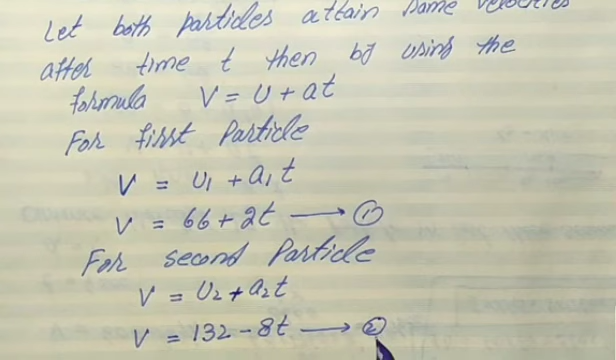 Let both particles attain same velocities
after time t then by using the
formula V = U + at
For first Particle
V = U₁ + a₁t
V = 66 + 2t ⟶ ①
For second Particle
V = U₂ + a₂t
V = 132 - 8t ⟶ ②